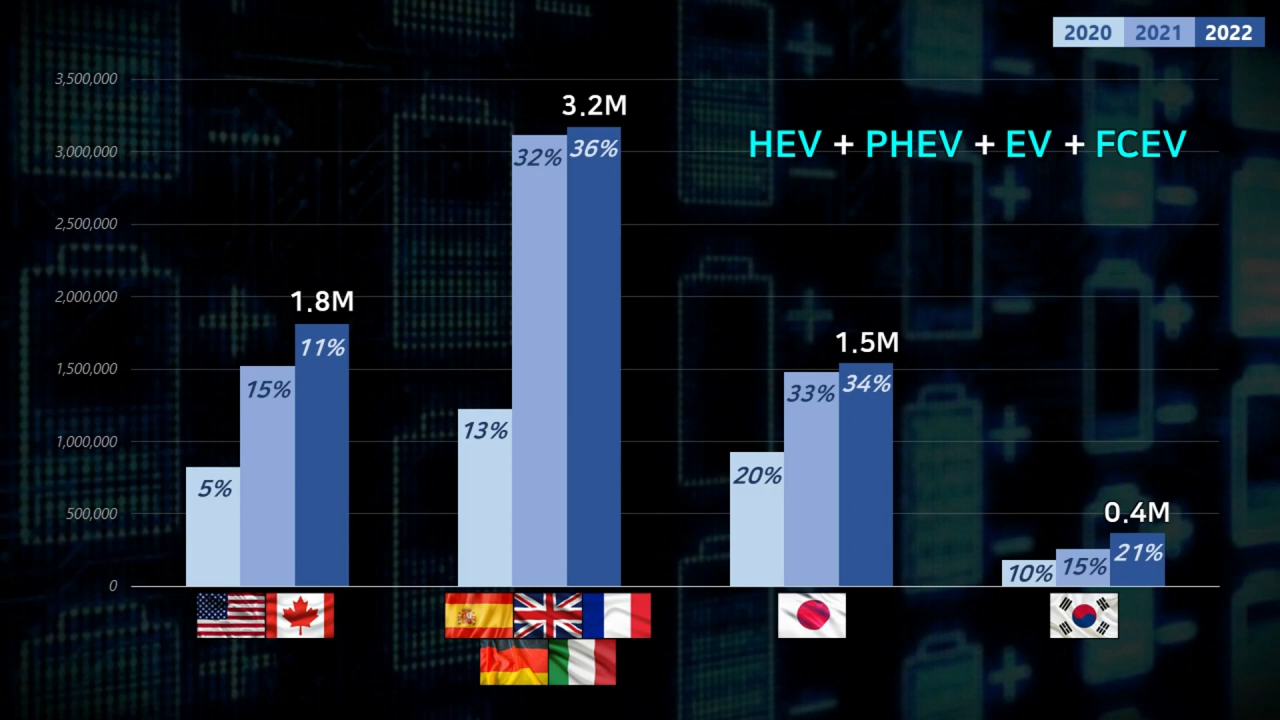 2020 2021 2022
3,500,000
3.2M
HEV + PHEV + EV + FCEV
3,000,000
32% 36%
2,500,000
2,000,000
1.8M
11%
1.5M
1,500,000
15%
33% 34%
13%
1,000,000
20%
5%
500,000
0.4M
21%
10% 15%
0